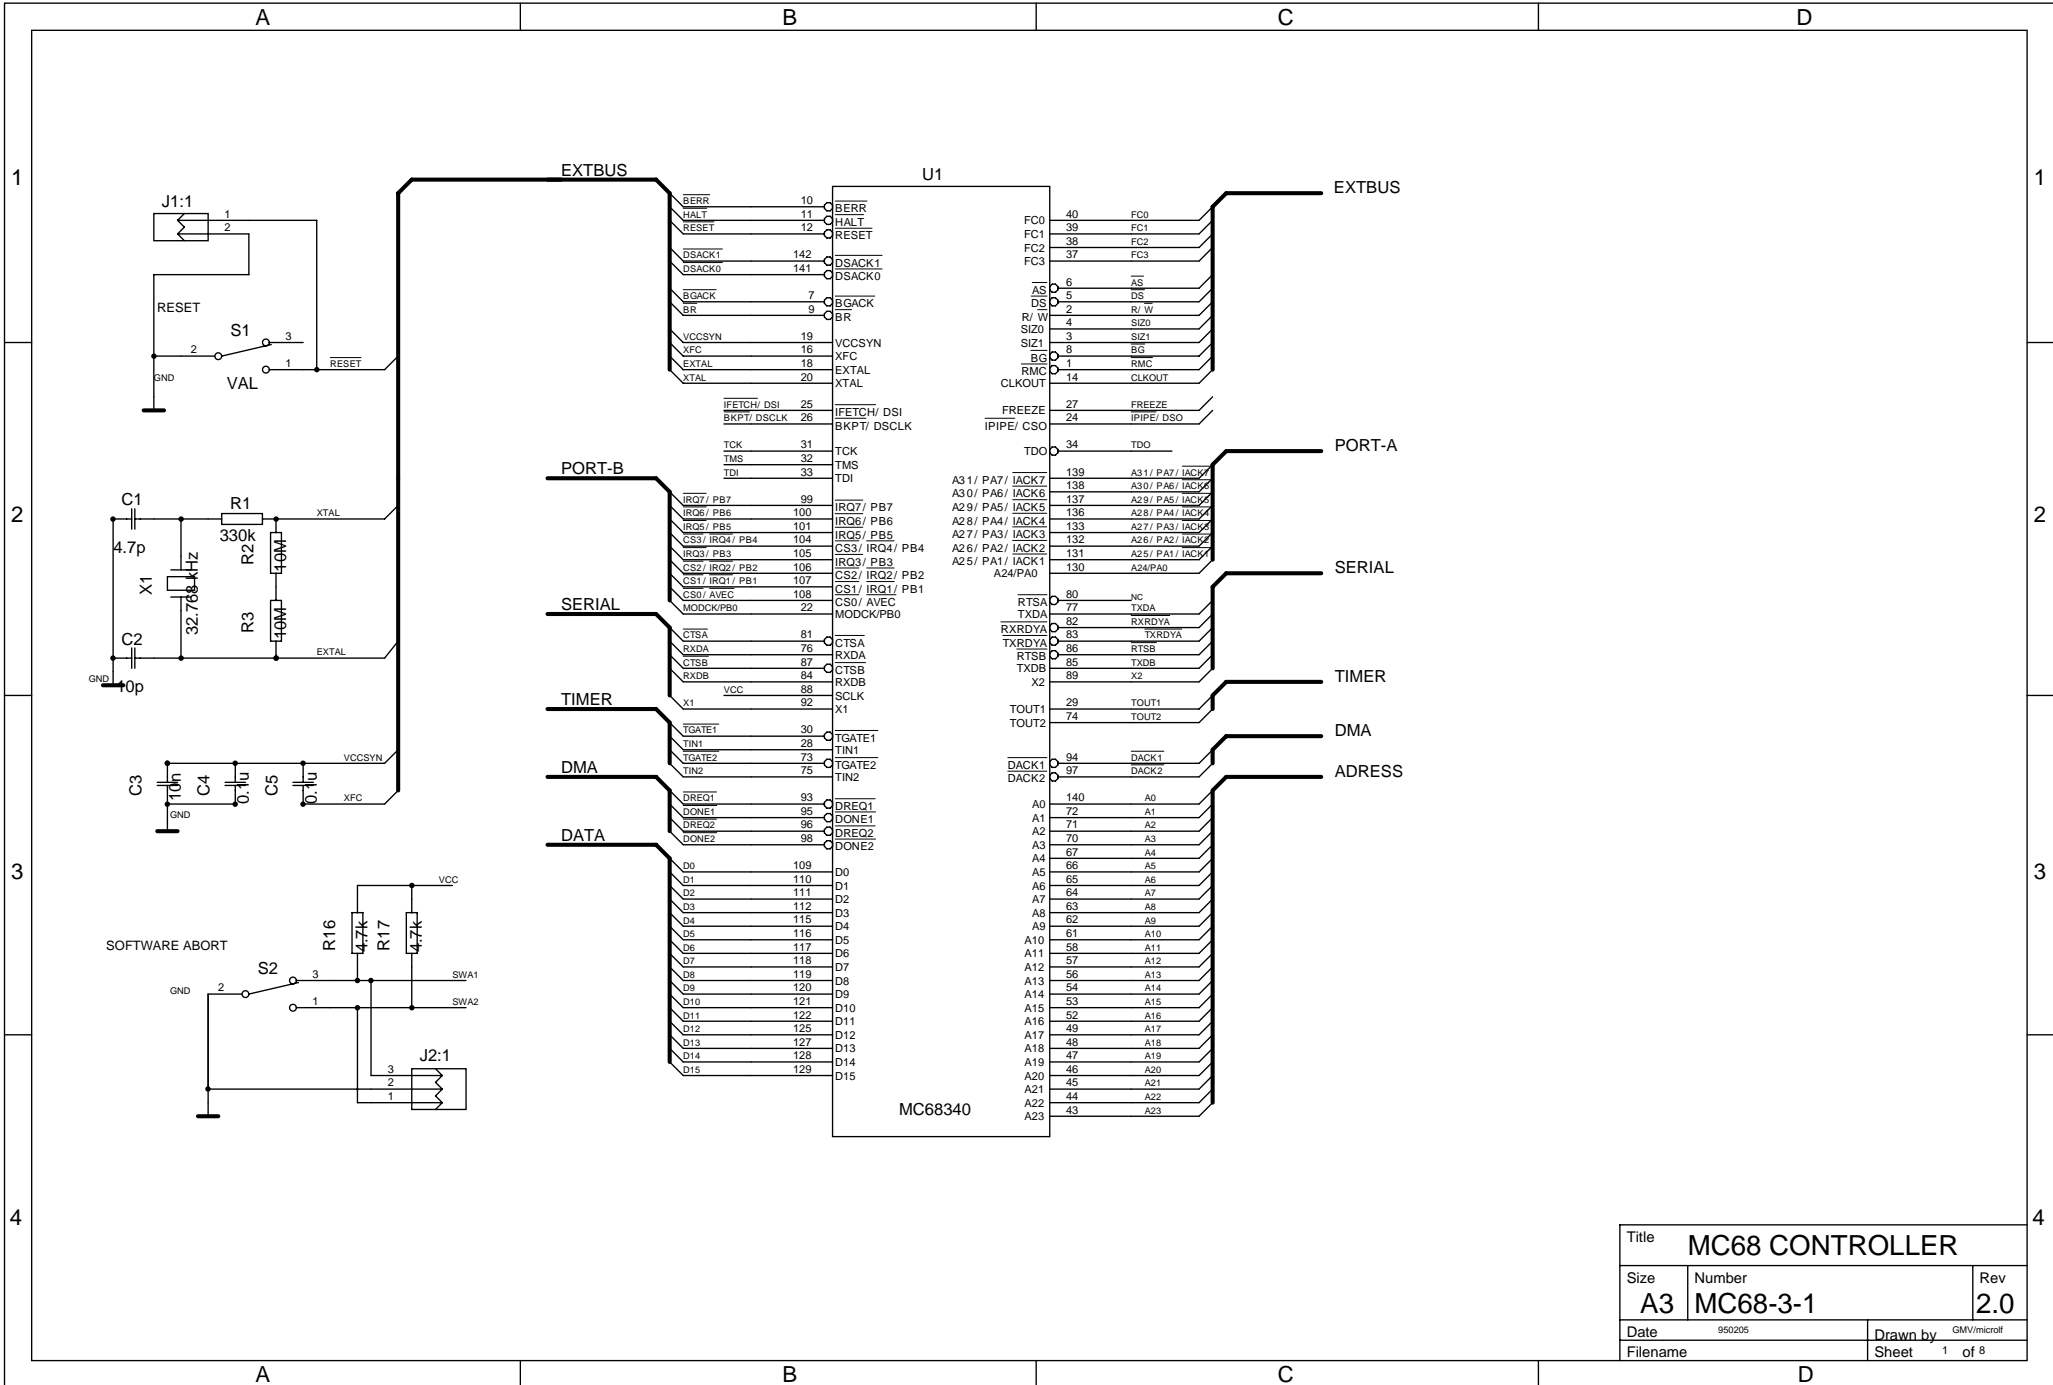 A B C D
1 1
2 2
3 3
4 4
A B C D
J1:1
1
2
RESET
S1
2
3
1
RESET
VAL
GND
C1
4.7p
R1
330k
XTAL
R2
10M
X1
32.768 kHz
R3
10M
C2
10p
GND
EXTAL
VCCSYN
C3
10n
C4
0.1u
C5
0.1u
XFC
GND
VCC
R16
4.7k
R17
4.7k
SOFTWARE ABORT
S2
GND
2
3
1
SWA1
SWA2
J2:1
3
2
1
U1
MC68340
EXTBUS
BERR 10 BERR
HALT 11 HALT
RESET 12 RESET
DSACK1 142 DSACK1
DSACK0 141 DSACK0
BGACK 7 BGACK
BR 9 BR
VCCSYN 19 VCCSYN
XFC 16 XFC
EXTAL 18 EXTAL
XTAL 20 XTAL
IFETCH/ DSI 25 IFETCH/ DSI
BKPT/ DSCLK 26 BKPT/ DSCLK
TCK 31 TCK
TMS 32 TMS
TDI 33 TDI
PORT-B
IRQ7/ PB7 99 IRQ7/ PB7
IRQ6/ PB6 100 IRQ6/ PB6
IRQ5/ PB5 101 IRQ5/ PB5
CS3/ IRQ4/ PB4 104 CS3/ IRQ4/ PB4
IRQ3/ PB3 105 IRQ3/ PB3
CS2/ IRQ2/ PB2 106 CS2/ IRQ2/ PB2
CS1/ IRQ1/ PB1 107 CS1/ IRQ1/ PB1
CS0/ AVEC 108 CS0/ AVEC
MODCK/PB0 22 MODCK/PB0
SERIAL
CTSA 81 CTSA
RXDA 76 RXDA
CTSB 87 CTSB
RXDB 84 RXDB
VCC 88 SCLK
X1 92 X1
TIMER
TGATE1 30 TGATE1
TIN1 28 TIN1
TGATE2 73 TGATE2
TIN2 75 TIN2
DMA
DREQ1 93 DREQ1
DONE1 95 DONE1
DREQ2 96 DREQ2
DONE2 98 DONE2
DATA
D0 109 D0
D1 110 D1
D2 111 D2
D3 112 D3
D4 115 D4
D5 116 D5
D6 117 D6
D7 118 D7
D8 119 D8
D9 120 D9
D10 121 D10
D11 122 D11
D12 125 D12
D13 127 D13
D14 128 D14
D15 129 D15
EXTBUS
FC0 40 FC0
FC1 39 FC1
FC2 38 FC2
FC3 37 FC3
AS 6 AS
DS 5 DS
R/ W 2 R/ W
SIZ0 4 SIZ0
SIZ1 3 SIZ1
BG 8 BG
RMC 1 RMC
CLKOUT 14 CLKOUT
FREEZE 27 FREEZE
IPIPE/ CSO 24 IPIPE/ DSO
TDO 34 TDO
PORT-A
A31/ PA7/ IACK7 139 A31/ PA7/ IACK7
A30/ PA6/ IACK6 138 A30/ PA6/ IACK6
A29/ PA5/ IACK5 137 A29/ PA5/ IACK5
A28/ PA4/ IACK4 136 A28/ PA4/ IACK4
A27/ PA3/ IACK3 133 A27/ PA3/ IACK3
A26/ PA2/ IACK2 132 A26/ PA2/ IACK2
A25/ PA1/ IACK1 131 A25/ PA1/ IACK1
A24/PA0 130 A24/PA0
SERIAL
RTSA 80 NC
TXDA 77 TXDA
RXRDYA 82 RXRDYA
TXRDYA 83 TXRDYA
RTSB 86 RTSB
TXDB 85 TXDB
X2 89 X2
TIMER
TOUT1 29 TOUT1
TOUT2 74 TOUT2
DMA
DACK1 94 DACK1
DACK2 97 DACK2
ADRESS
A0 140 A0
A1 72 A1
A2 71 A2
A3 70 A3
A4 67 A4
A5 66 A5
A6 65 A6
A7 64 A7
A8 63 A8
A9 62 A9
A10 61 A10
A11 58 A11
A12 57 A12
A13 56 A13
A14 54 A14
A15 53 A15
A16 52 A16
A17 49 A17
A18 48 A18
A19 47 A19
A20 46 A20
A21 45 A21
A22 44 A22
A23 43 A23
Title MC68 CONTROLLER
Size A3
Number MC68-3-1
Rev 2.0
Date 950205
Drawn by GMV/microlf
Filename
Sheet 1 of 8